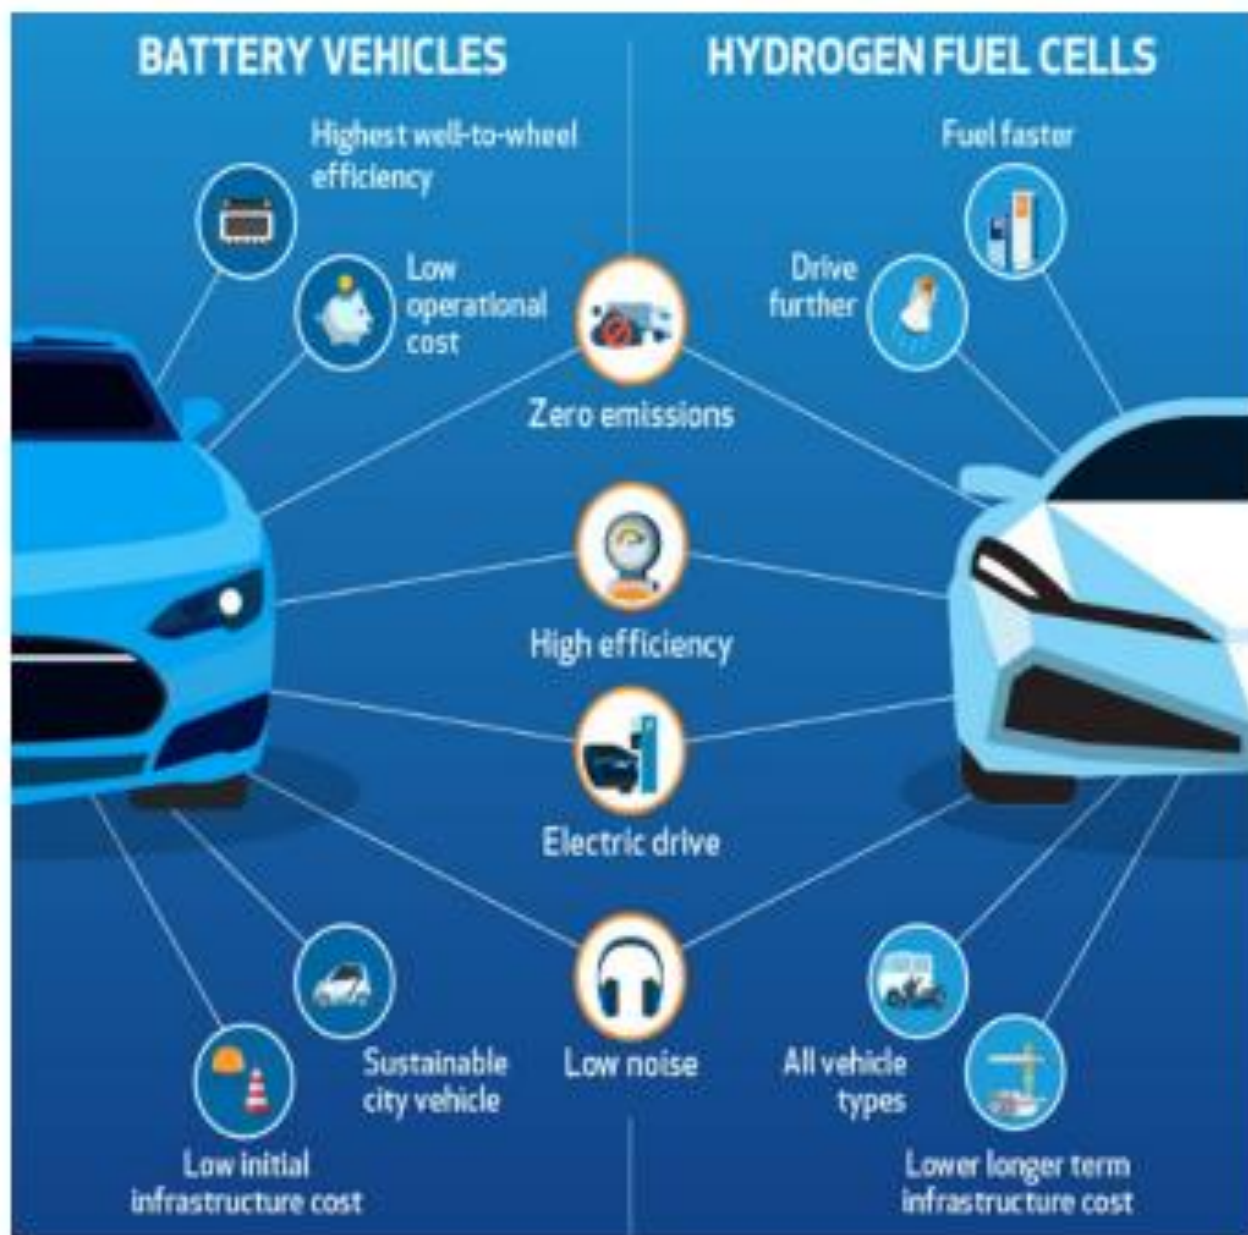 BATTERY VEHICLES
HYDROGEN FUEL CELLS
Highest well-to-wheel
efficiency
Low
operational
cost
Fuel faster
Drive
further
Zero emissions
High efficiency
Electric drive
Low noise
Sustainable
city vehicle
Low initial
infrastructure cost
All vehicle
types
Lower longer term
infrastructure cost